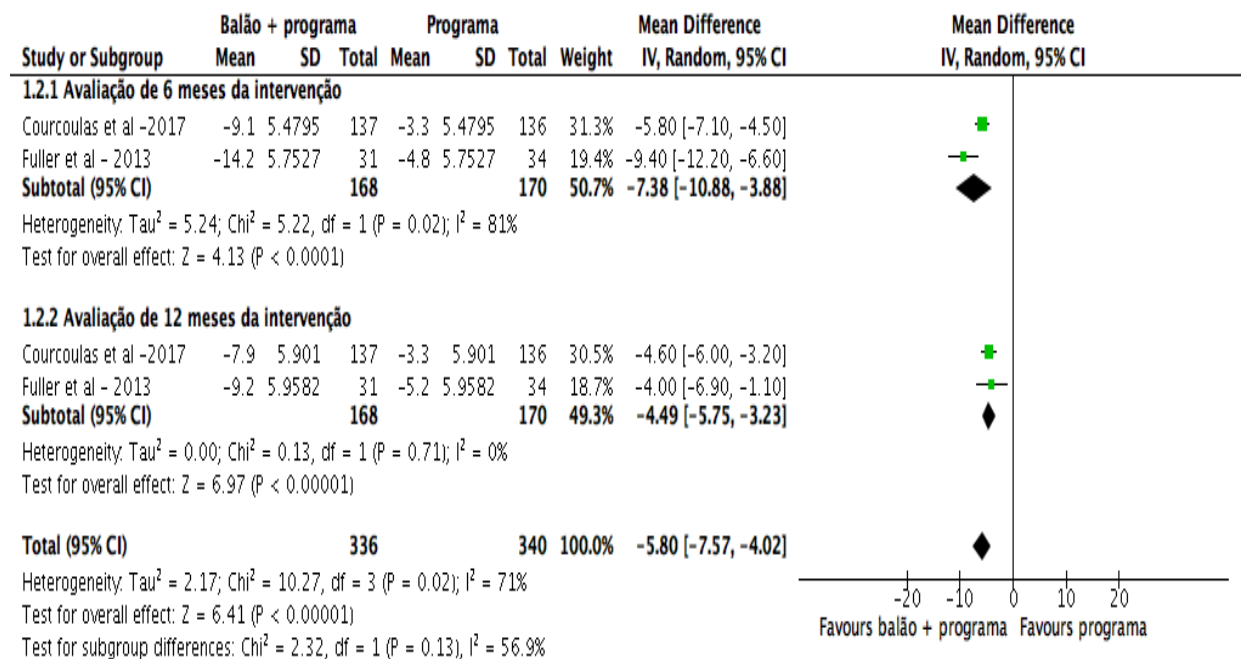 Balão + programa Programa Mean Difference Mean Difference
Study or Subgroup Mean SD Total Mean SD Total Weight IV, Random, 95% CI IV, Random, 95% CI
1.2.1 Avaliação de 6 meses da intervenção
Courcoulas et al -2017 -9.1 5.4795 137 -3.3 5.4795 136 31.3% -5.80 [-7.10, -4.50]
Fuller et al - 2013 -14.2 5.7527 31 -4.8 5.7527 34 19.4% -9.40 [-12.20, -6.60]
Subtotal (95% CI) 168 170 50.7% -7.38 [-10.88, -3.88]
Heterogeneity: Tau² = 5.24; Chi² = 5.22, df = 1 (P = 0.02); I² = 81%
Test for overall effect: Z = 4.13 (P < 0.0001)
1.2.2 Avaliação de 12 meses da intervenção
Courcoulas et al -2017 -7.9 5.901 137 -3.3 5.901 136 30.5% -4.60 [-6.00, -3.20]
Fuller et al - 2013 -9.2 5.9582 31 -5.2 5.9582 34 18.7% -4.00 [-6.90, -1.10]
Subtotal (95% CI) 168 170 49.3% -4.49 [-5.75, -3.23]
Heterogeneity: Tau² = 0.00; Chi² = 0.13, df = 1 (P = 0.71); I² = 0%
Test for overall effect: Z = 6.97 (P < 0.00001)
Total (95% CI) 336 340 100.0% -5.80 [-7.57, -4.02]
Heterogeneity: Tau² = 2.17; Chi² = 10.27, df = 3 (P = 0.02); I² = 71%
Test for overall effect: Z = 6.41 (P < 0.00001)
Test for subgroup differences: Chi² = 2.32, df = 1 (P = 0.13), I² = 56.9%
-20 -10 0 10 20
Favours balão + programa Favours programa